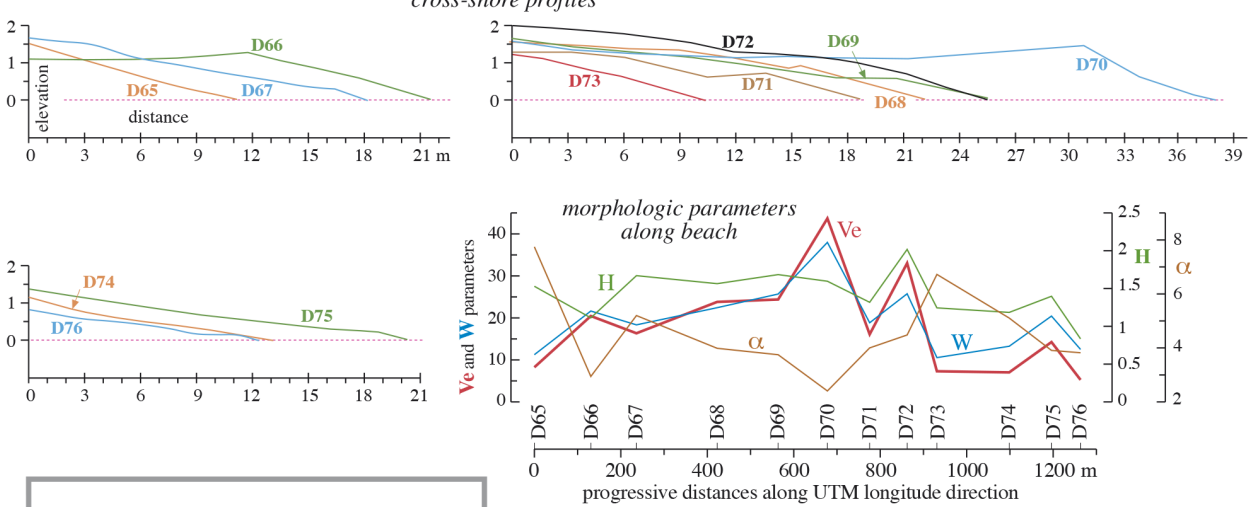 cross-shore profiles
2
1
0
elevation
D66
D65
D67
distance
0 3 6 9 12 15 18 21 m
2
1
0
D72
D69
D70
D73
D71
D68
0 3 6 9 12 15 18 21 24 27 30 33 36 39
2
1
0
D74
D75
D76
0 3 6 9 12 15 18 21
morphologic parameters
along beach
Ve and W parameters
40
30
20
10
0
H
Ve
α
W
2.5
2
1.5
1
0.5
0
H
8
6
4
2
α
D65 D66 D67 D68 D69 D70 D71 D72 D73 D74 D75 D76
0 200 400 600 800 1000 1200 m
progressive distances along UTM longitude direction